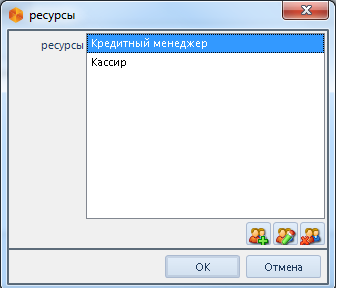 ресурсы
ресурсы
Кредитный менеджер
Кассир
OK
Отмена